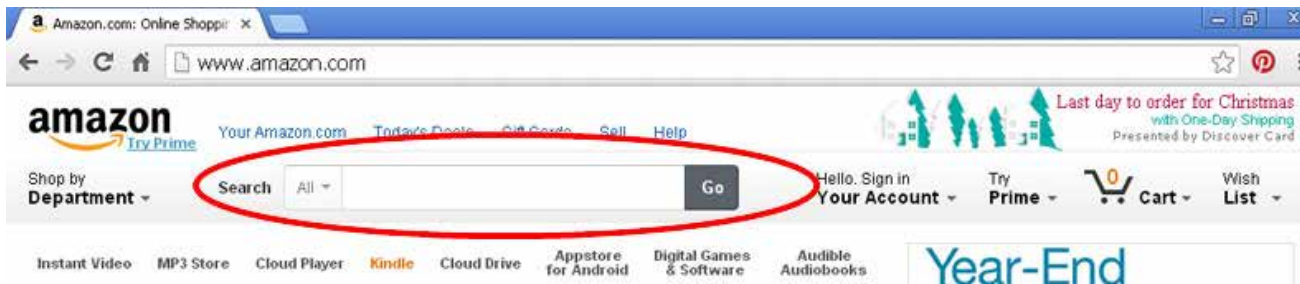 Amazon.com: Online Shoppi
www.amazon.com
amazon
Try Prime
Your Amazon.com Today's Deals Gift Cards Sell Help
Last day to order for Christmas
with One-Day Shipping
Presented by Discover Card
Shop by
Department
Search All Go
Hello. Sign in
Your Account
Try
Prime
0
Cart
Wish
List
Instant Video MP3 Store Cloud Player Kindle Cloud Drive Appstore for Android Digital Games & Software Audible Audiobooks
Year-End